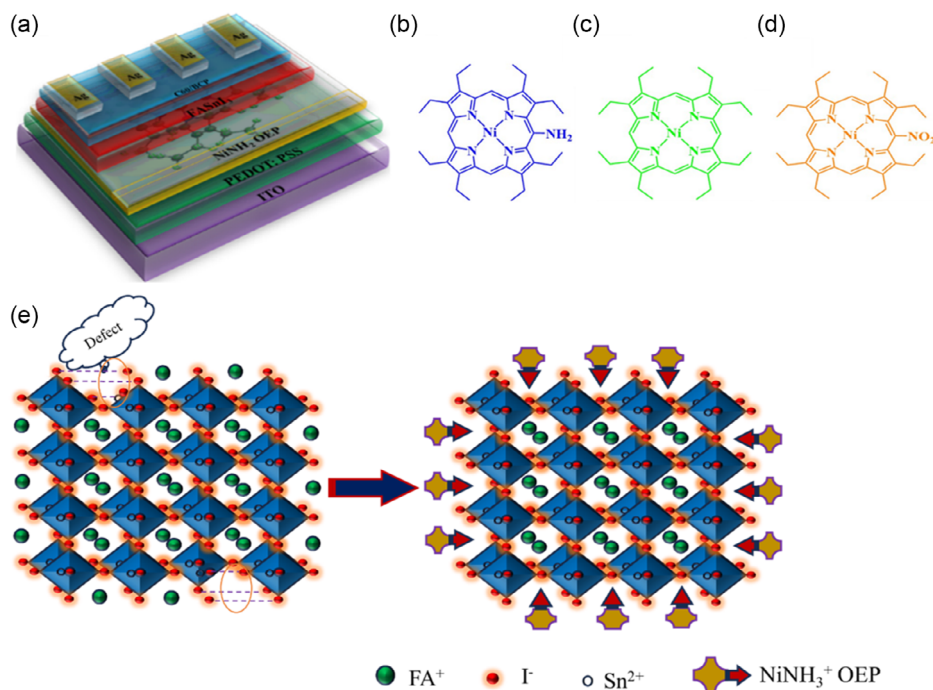 (a)
(b)
(c)
(d)
Ag Ag Ag Ag
C60/BCP
FASnI3
NiNH2 OEP
PEDOT: PSS
ITO
N N Ni N N NH2
N N Ni N N
N N Ni N N NO2
(e)
Defect
FA+ I- Sn2+ NiNH3+ OEP